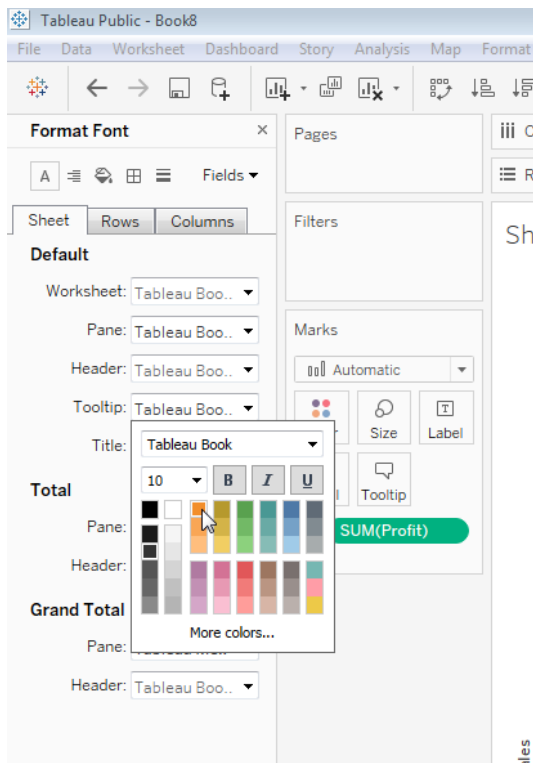 Tableau Public - Book8
File Data Worksheet Dashboard Story Analysis Map Format
Format Font ×
Pages
A Fields
Sheet Rows Columns
Filters
Sh
Default
Worksheet: Tableau Boo..
Pane: Tableau Boo..
Marks
Header: Tableau Boo..
Automatic
Tooltip: Tableau Boo..
Size
T Label
Title:
Tableau Book
10 B I U
Tooltip
Total
Pane:
SUM(Profit)
Header:
Grand Total
More colors...
Pane:
Header: Tableau Boo..